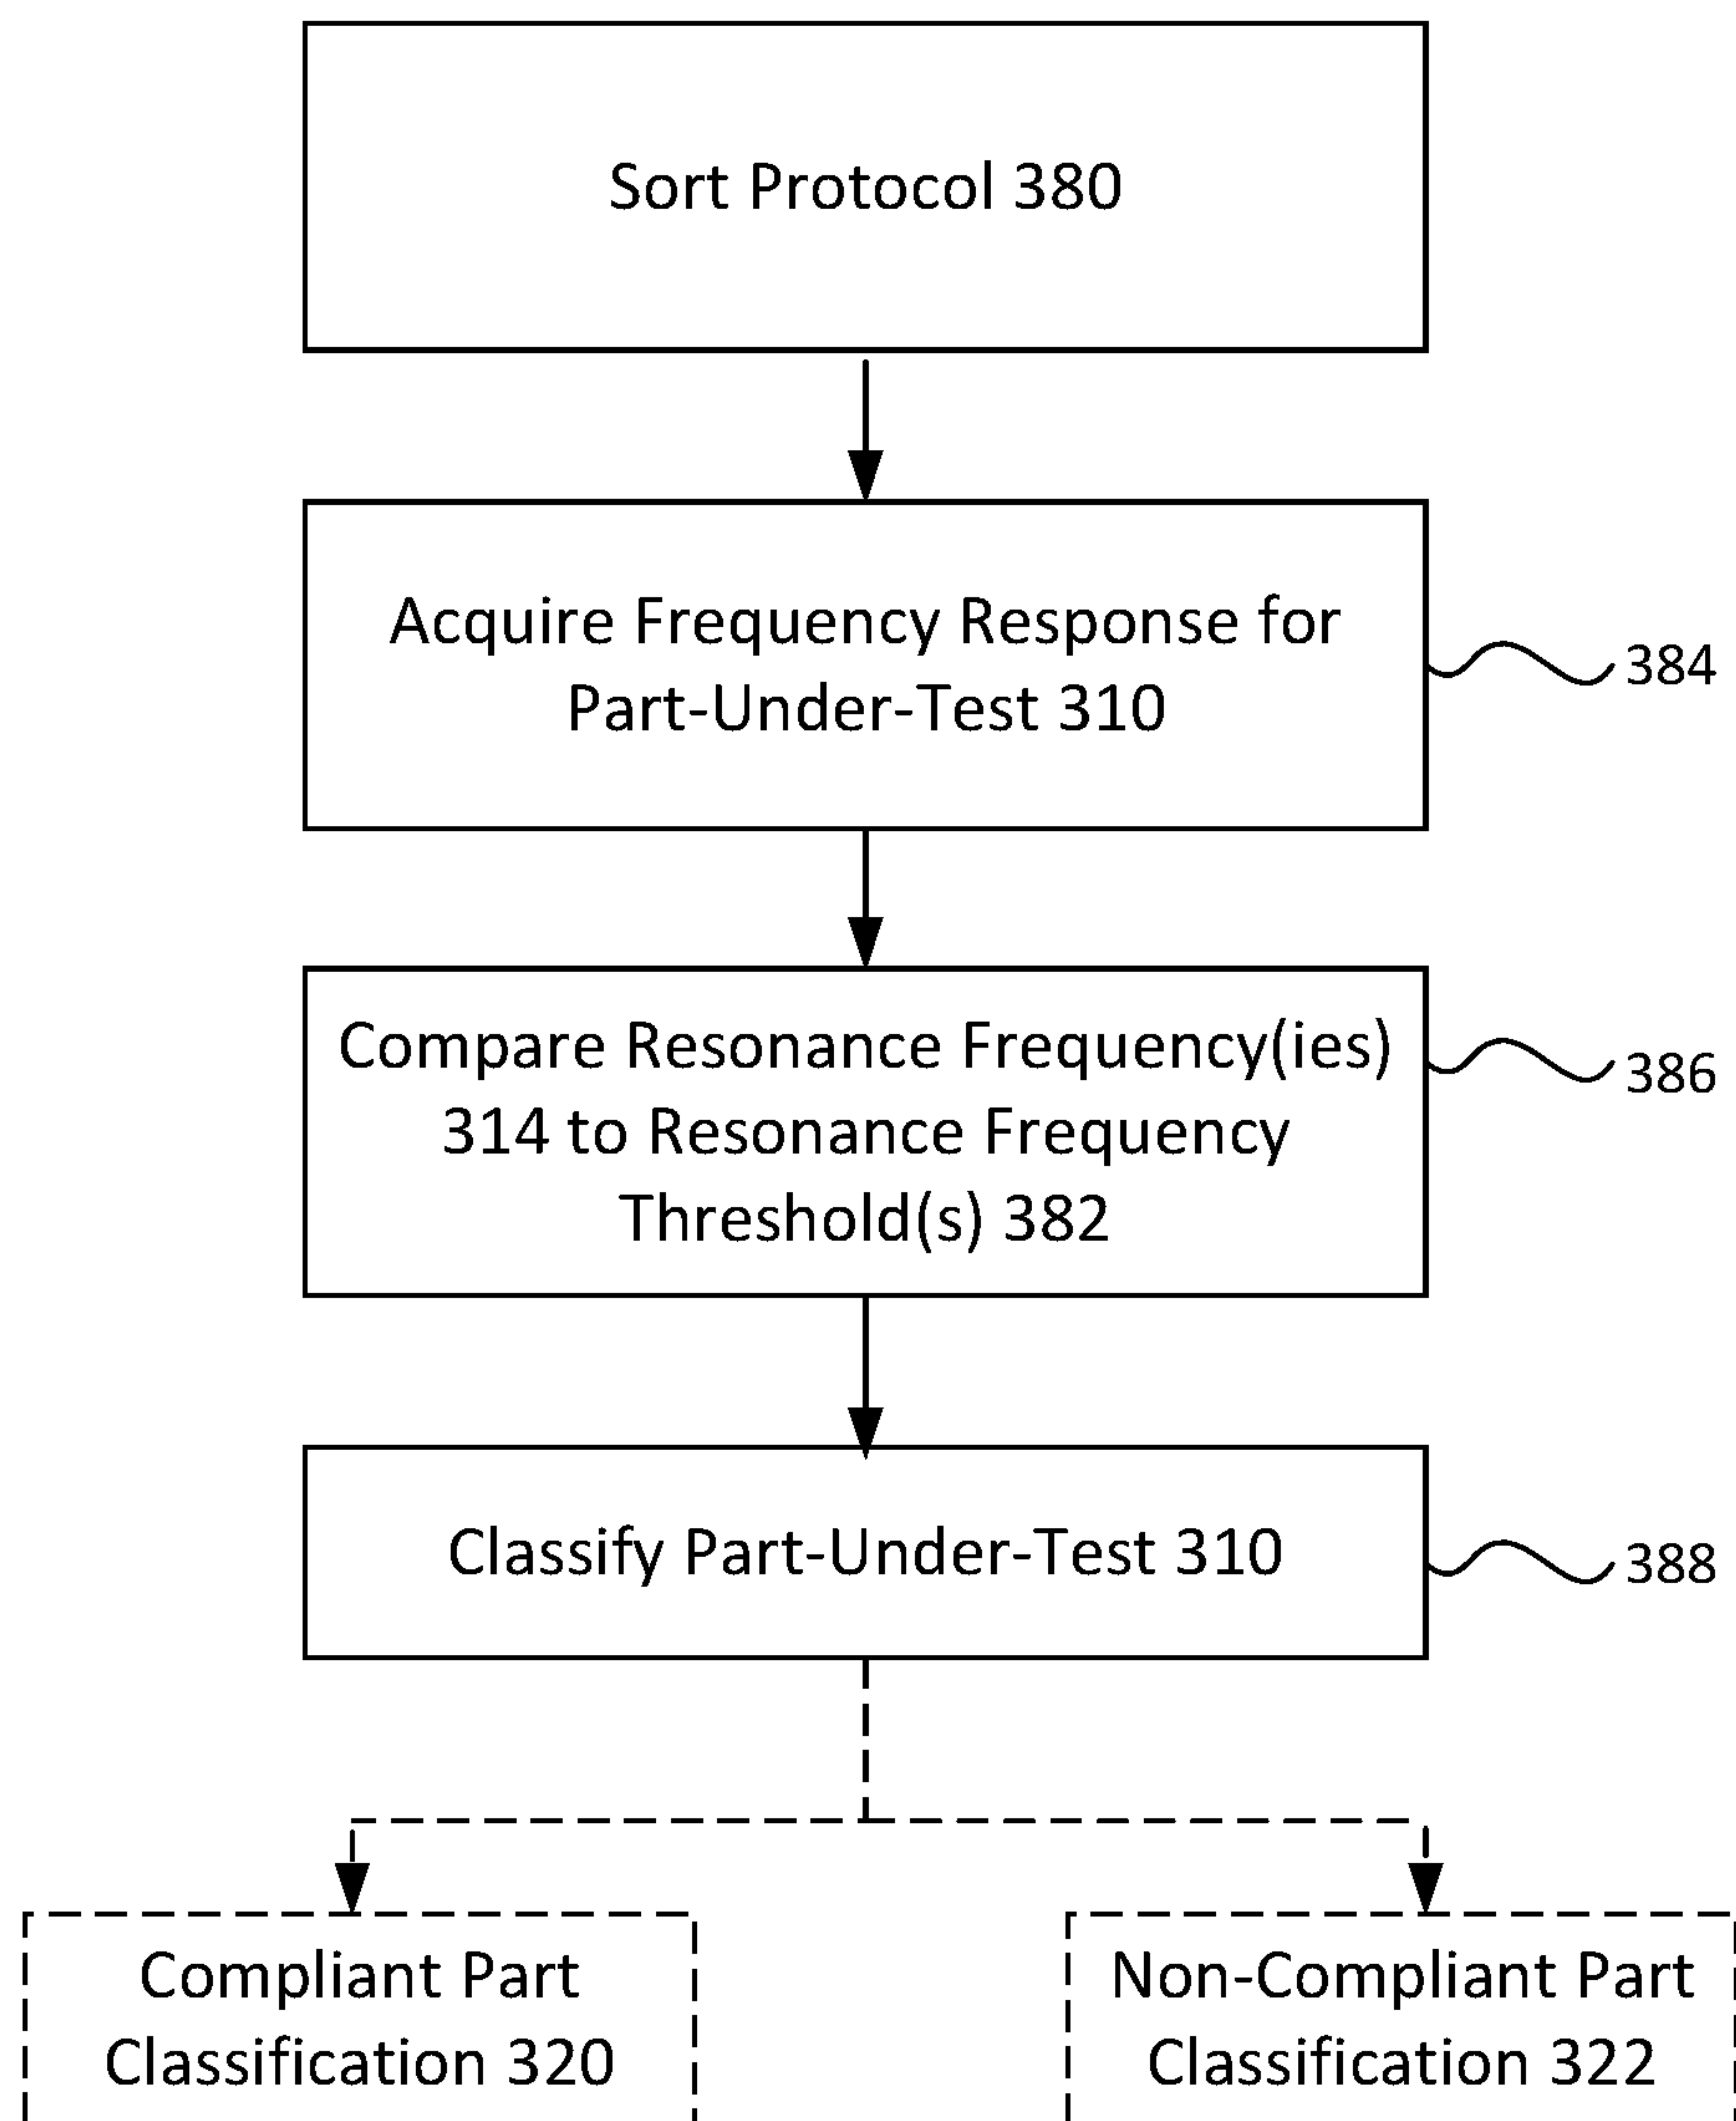 Sort Protocol 380
Acquire Frequency Response for
Part-Under-Test 310
384
Compare Resonance Frequency(ies)
314 to Resonance Frequency
Threshold(s) 382
386
Classify Part-Under-Test 310
388
Compliant Part
Classification 320
Non-Compliant Part
Classification 322